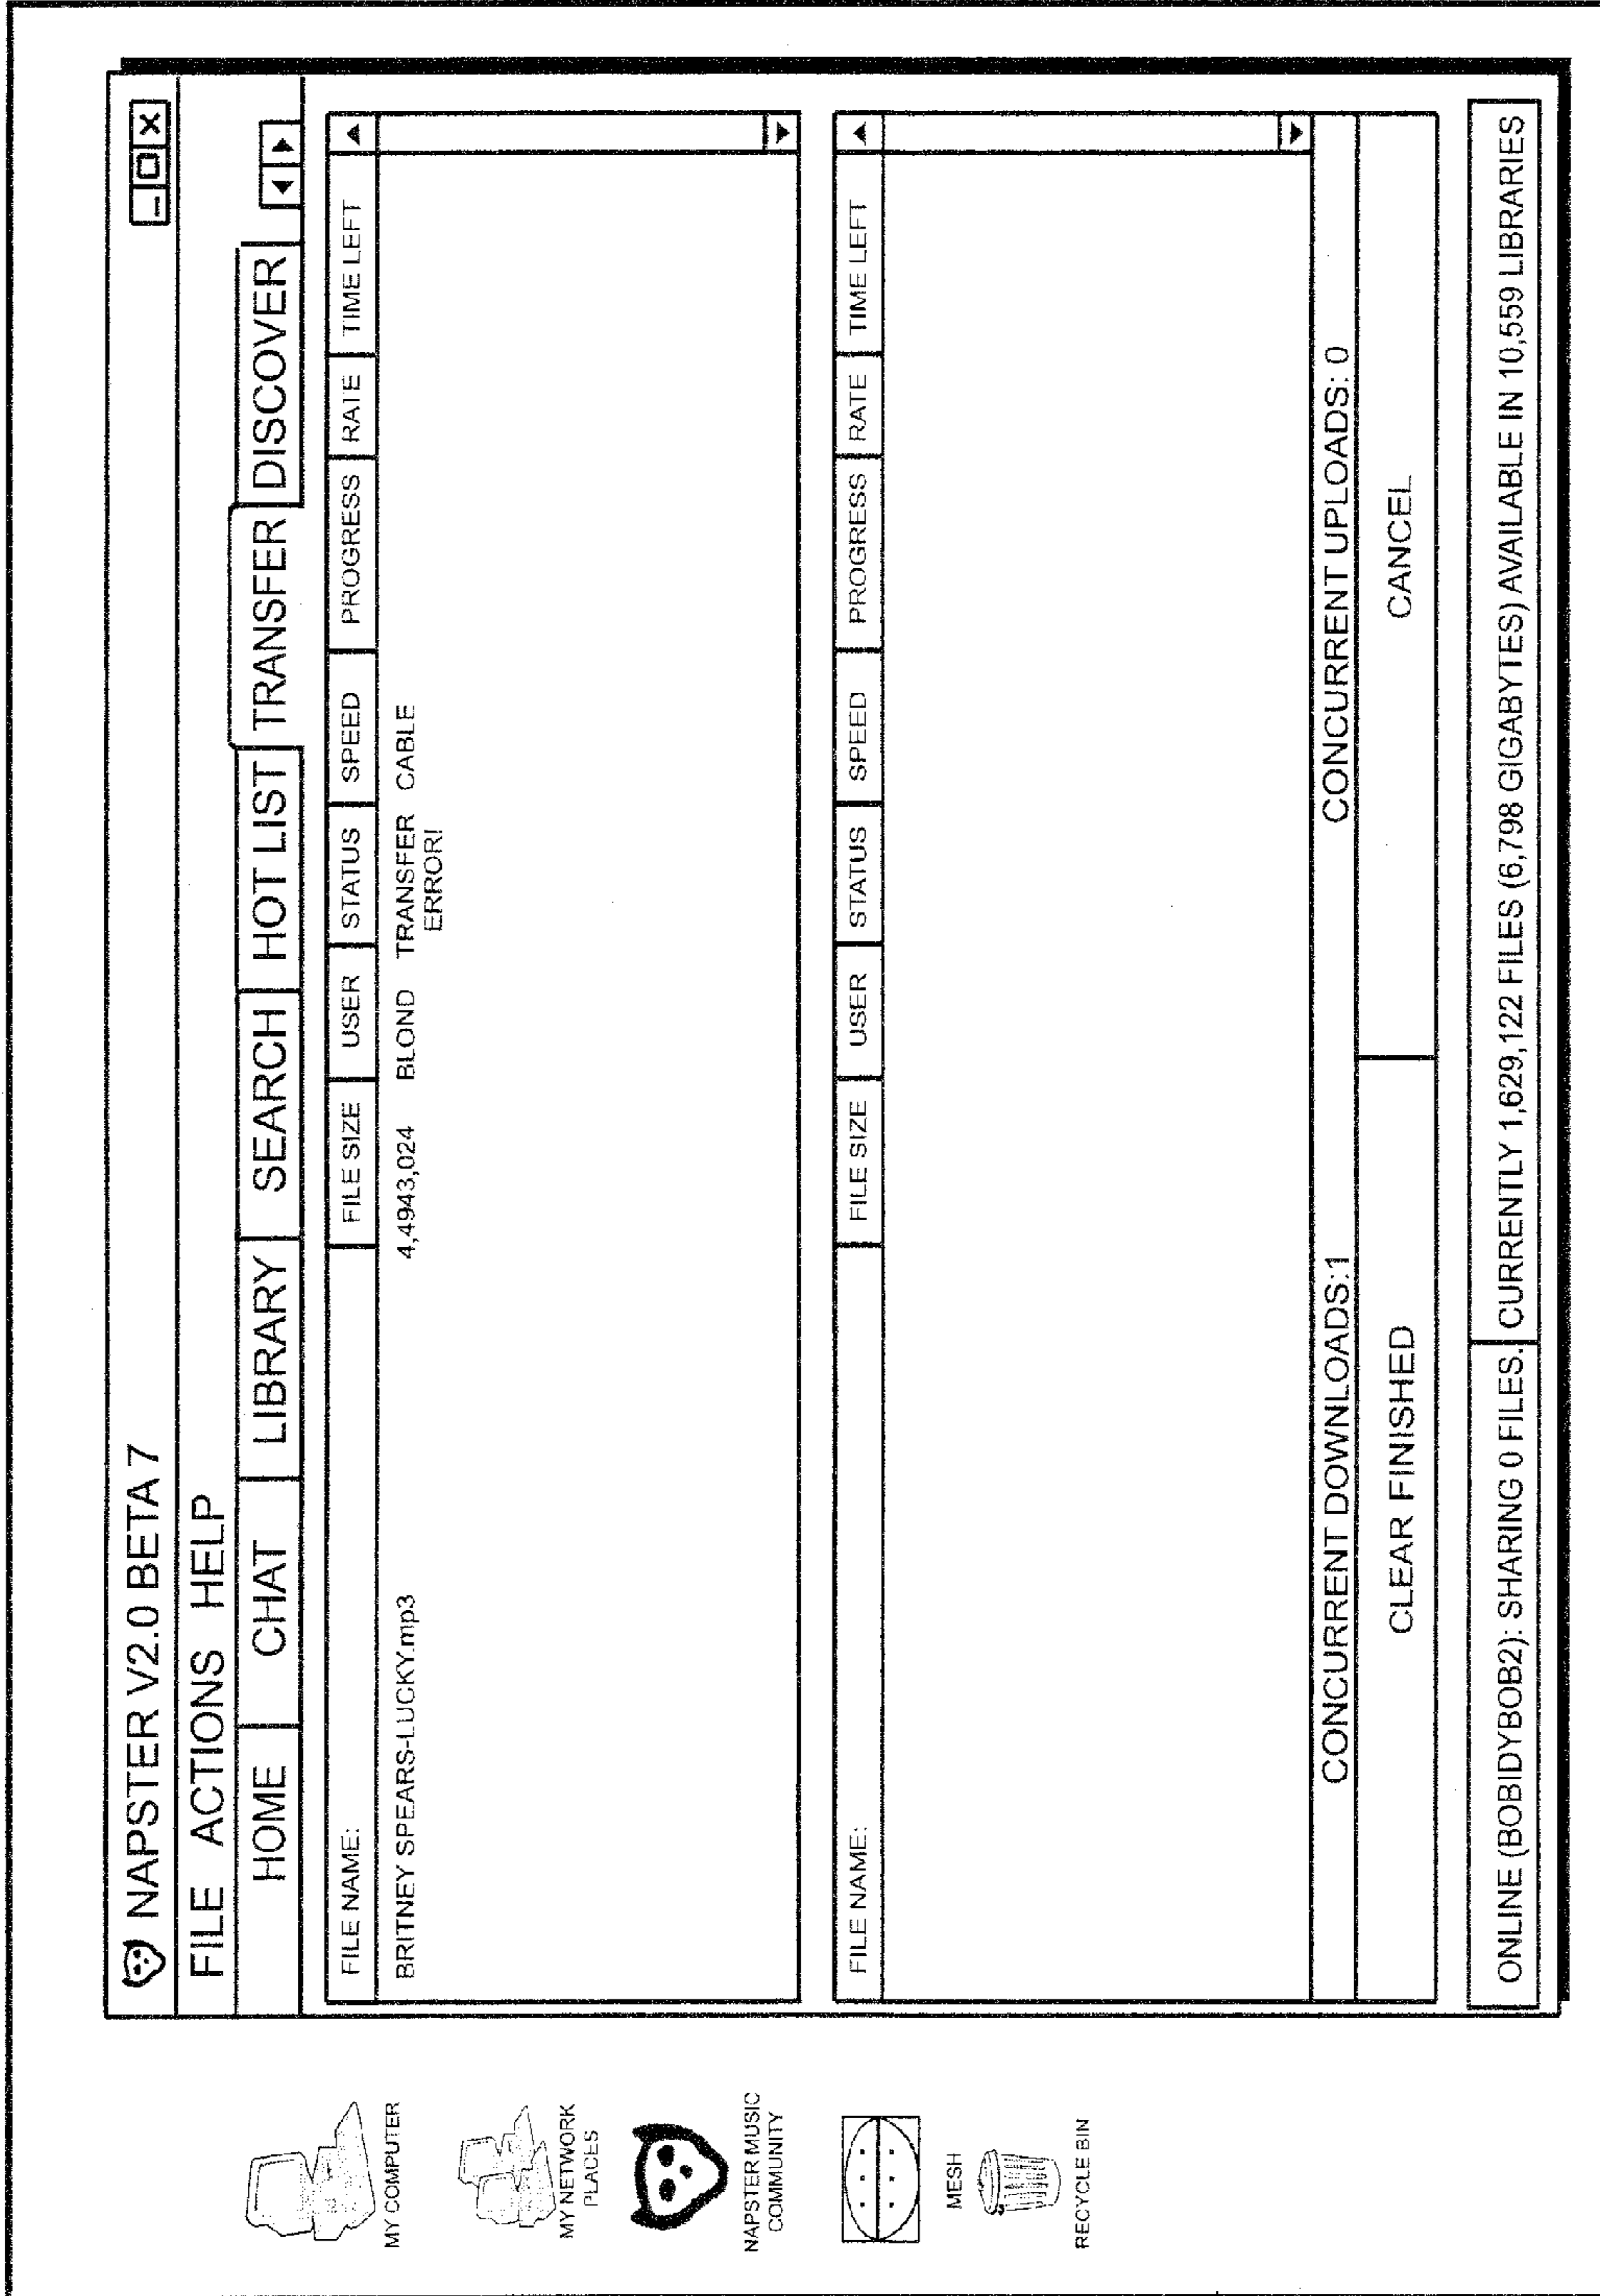 NAPSTER V2.0 BETA 7
FILE ACTIONS HELP
HOME CHAT LIBRARY SEARCH HOT LIST TRANSFER DISCOVER
FILE NAME: FILE SIZE USER STATUS SPEED PROGRESS RATE TIME LEFT
BRITNEY SPEARS-LUCKY.mp3 4,4943,024 BLOND TRANSFER CABLE
ERROR!
FILE NAME: FILE SIZE USER STATUS SPEED PROGRESS RATE TIME LEFT
CONCURRENT DOWNLOADS:1 CONCURRENT UPLOADS: 0
CLEAR FINISHED CANCEL
ONLINE (BOBIDYBOB2): SHARING 0 FILES. CURRENTLY 1,629,122 FILES (6,798 GIGABYTES) AVAILABLE IN 10,559 LIBRARIES
MY COMPUTER
MY NETWORK
PLACES
NAPSTER MUSIC
COMMUNITY
MESH
RECYCLE BIN